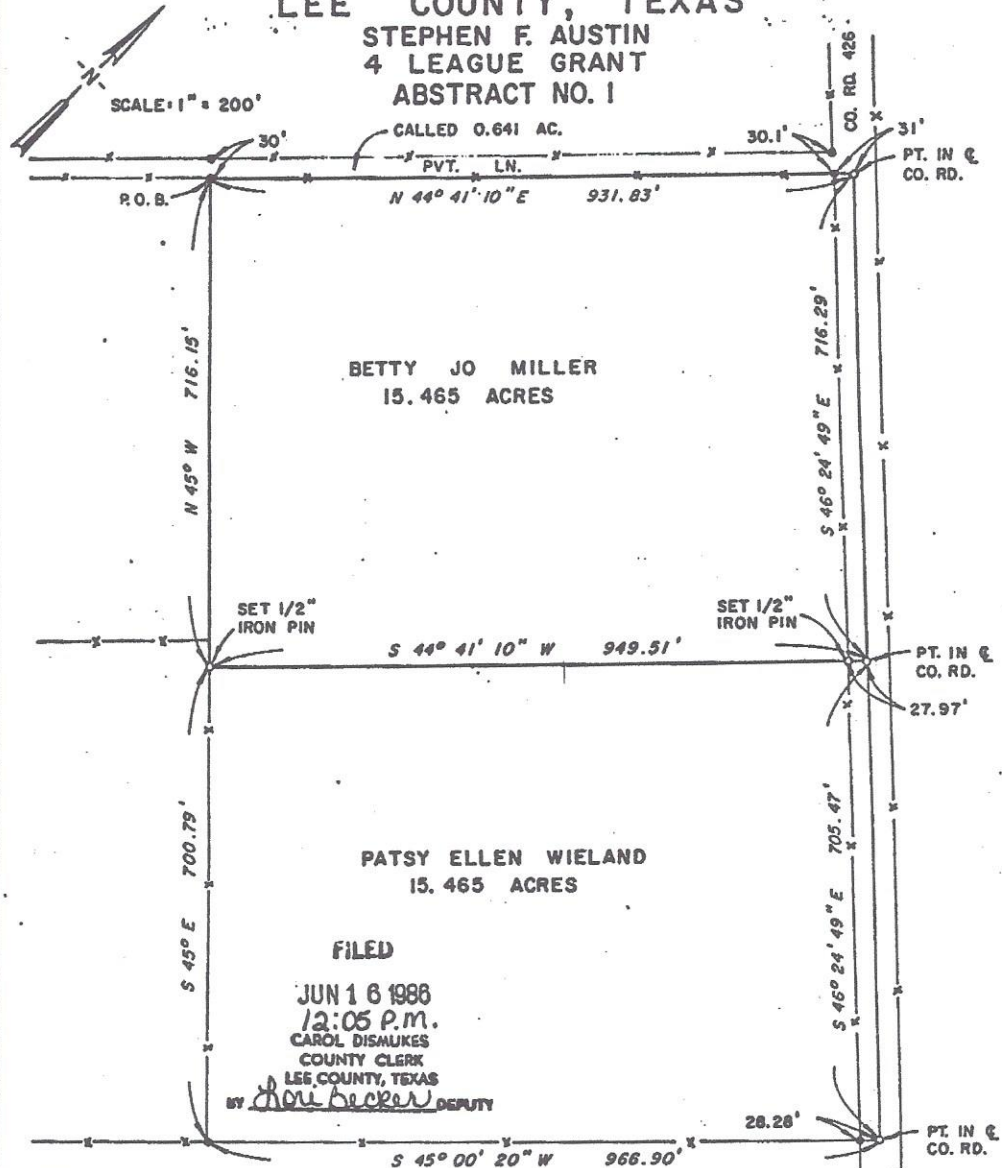 LEE COUNTY, TEXAS
STEPHEN F. AUSTIN
4 LEAGUE GRANT
ABSTRACT NO. 1
N
SCALE: 1" = 200'
CO. RD. 426
CALLED 0.641 AC.
30'
30.1'
31'
PT. IN ℄
CO. RD.
PVT. LN.
P.O.B.
N 44° 41' 10" E 931.83'
N 45° W 716.15'
BETTY JO MILLER
15.465 ACRES
S 46° 24' 49" E 716.29'
SET 1/2"
IRON PIN
SET 1/2"
IRON PIN
S 44° 41' 10" W 949.51'
PT. IN ℄
CO. RD.
27.97'
S 45° E 700.79'
PATSY ELLEN WIELAND
15.465 ACRES
S 46° 24' 49" E 705.47'
FILED
JUN 16 1986
12:05 P.M.
CAROL DISMUKES
COUNTY CLERK
LEE COUNTY, TEXAS
BY Lori Becker DEPUTY
28.28'
PT. IN ℄
CO. RD.
S 45° 00' 20" W 966.90'